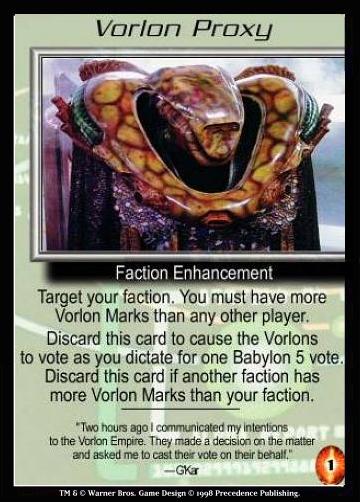 Vorlon Proxy
Faction Enhancement
Target your faction. You must have more
Vorlon Marks than any other player.
Discard this card to cause the Vorlons
to vote as you dictate for one Babylon 5 vote.
Discard this card if another faction has
more Vorlon Marks than your faction.
"Two hours ago I communicated my intentions
to the Vorlon Empire. They made a decision on the matter
and asked me to cast their vote on their behalf."
— G'Kar
1
TM & © Warner Bros. Game Design © 1998 Precedence Publishing.